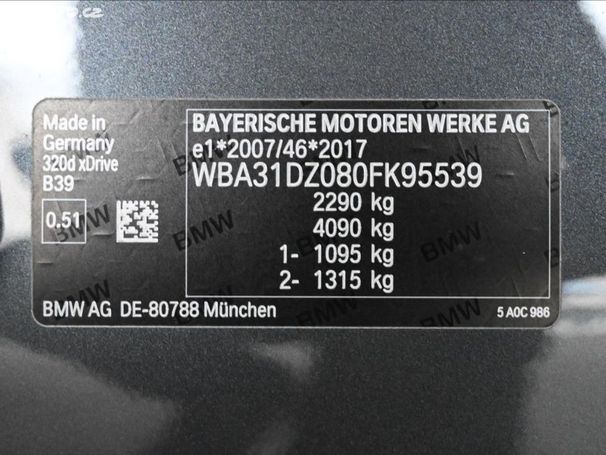 Made in
Germany
320d xDrive
B39
0.51
BAYERISCHE MOTOREN WERKE AG
e1*2007/46*2017
WBA31DZ080FK95539
2290 kg
4090 kg
1- 1095 kg
2- 1315 kg
BMW AG DE-80788 München
5 A0C 986